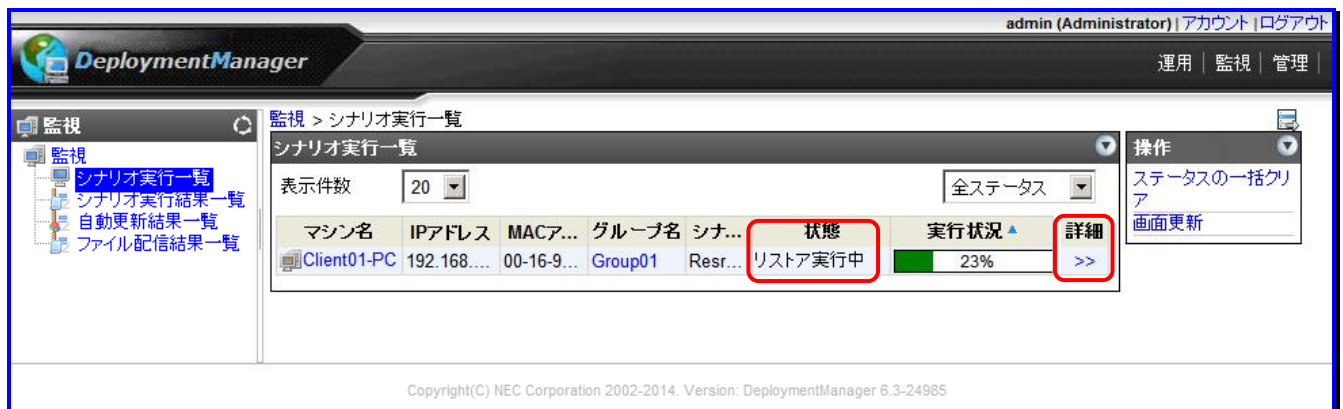 admin (Administrator) | アカウント | ログアウト
DeploymentManager
運用 | 監視 | 管理 |
監視
監視
シナリオ実行一覧
シナリオ実行結果一覧
自動更新結果一覧
ファイル配信結果一覧
監視 > シナリオ実行一覧
シナリオ実行一覧
表示件数 20 全ステータス
マシン名 IPアドレス MACア... グループ名 シナ... 状態 実行状況▲ 詳細
Client01-PC 192.168.... 00-16-9... Group01 Resr... リストア実行中 23% >>
操作
ステータスの一括クリ
ア
画面更新
Copyright(C) NEC Corporation 2002-2014. Version: DeploymentManager 6.3-24985